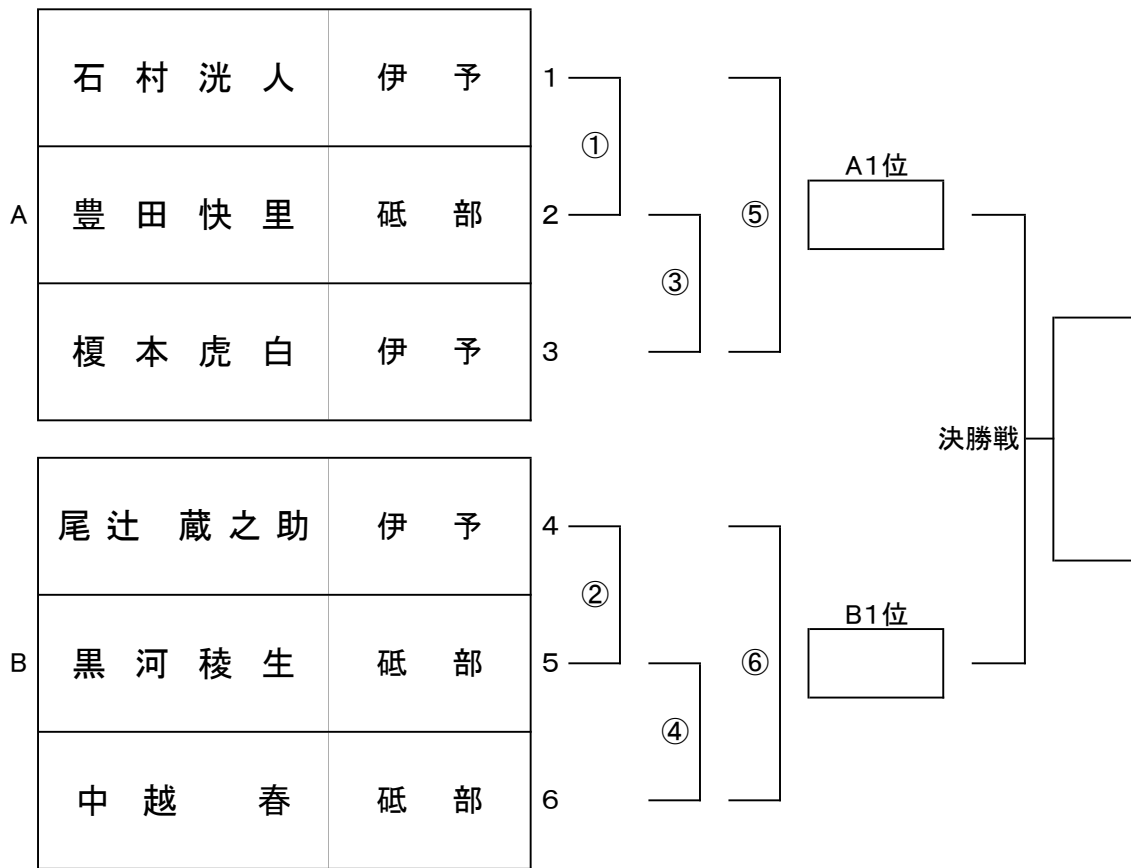 石村洸人 伊予 1
①
A 豊田快里 砥部 2
③
⑤
A1位
榎本虎白 伊予 3
決勝戦
尾辻 蔵之助 伊予 4
②
B 黒河稜生 砥部 5
④
⑥
B1位
中越 春 砥部 6